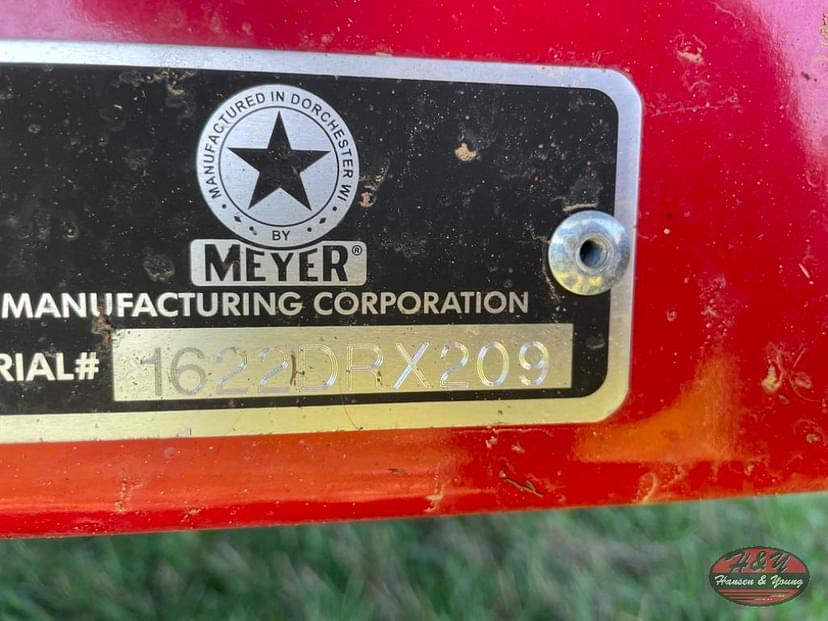 MANUFACTURED IN DORCHESTER WI
BY
MEYER®
MANUFACTURING CORPORATION
RIAL# 1622DRX209
H&Y
Hansen & Young